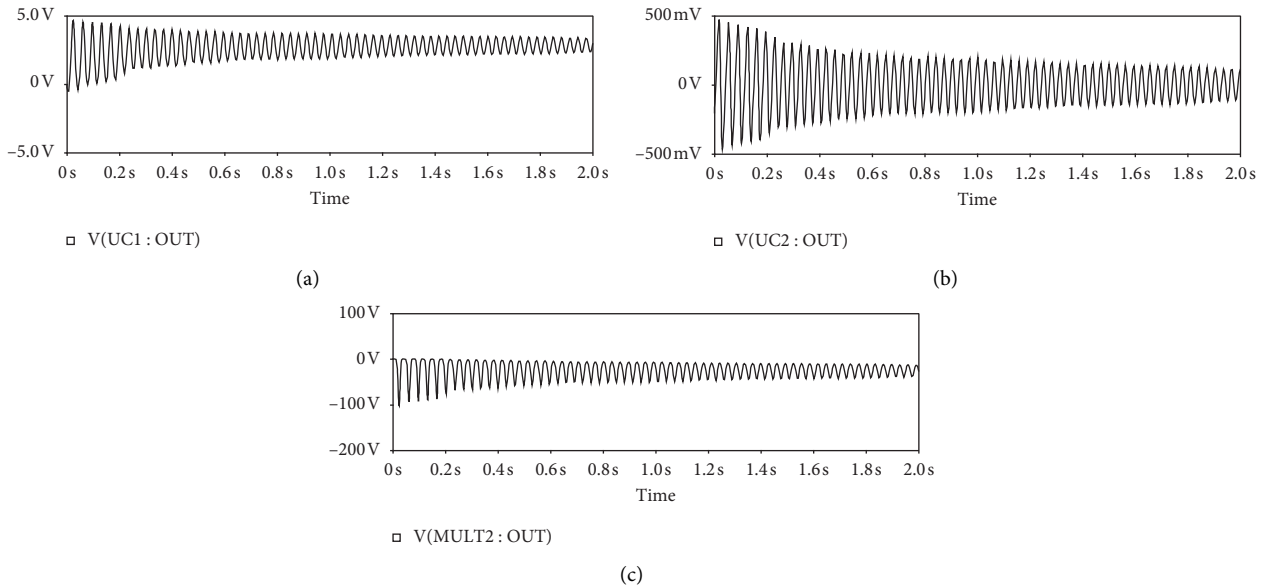 5.0 V
0 V
–5.0 V
0 s 0.2 s 0.4 s 0.6 s 0.8 s 1.0 s 1.2 s 1.4 s 1.6 s 1.8 s 2.0 s
Time
V(UC1 : OUT)
(a)
500 mV
0 V
–500 mV
0 s 0.2 s 0.4 s 0.6 s 0.8 s 1.0 s 1.2 s 1.4 s 1.6 s 1.8 s 2.0 s
Time
V(UC2 : OUT)
(b)
100 V
0 V
–100 V
–200 V
0 s 0.2 s 0.4 s 0.6 s 0.8 s 1.0 s 1.2 s 1.4 s 1.6 s 1.8 s 2.0 s
Time
V(MULT2 : OUT)
(c)